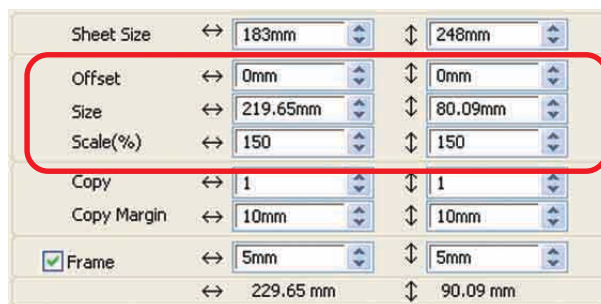 Sheet Size ↔ 183mm ↕ 248mm
Offset ↔ 0mm ↕ 0mm
Size ↔ 219.65mm ↕ 80.09mm
Scale(%) ↔ 150 ↕ 150
Copy ↔ 1 ↕ 1
Copy Margin ↔ 10mm ↕ 10mm
Frame ↔ 5mm ↕ 5mm
↔ 229.65 mm ↕ 90.09 mm